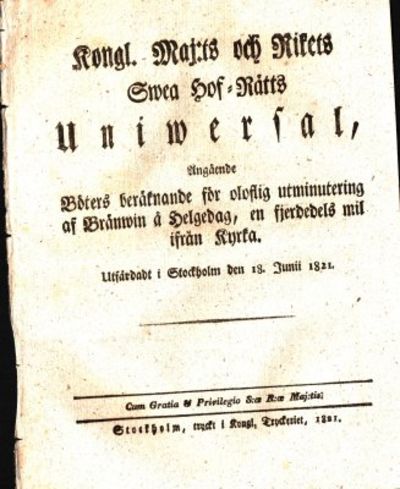 Kongl. Maj:ts och Rikets
Swea Hof-Rätts
Uniwersal,
Angående
Böters beräknande för oloflig utminutering
af Bränwin å Helgedag, en fjerdedels mil
ifrån Kyrka.
Utfärdadt i Stockholm den 18. Junii 1821.
Cum Gratia & Privilegio S:æ R:æ Maj:tis.
Stockholm, tryckt i Kongl. Tryckeriet, 1821.